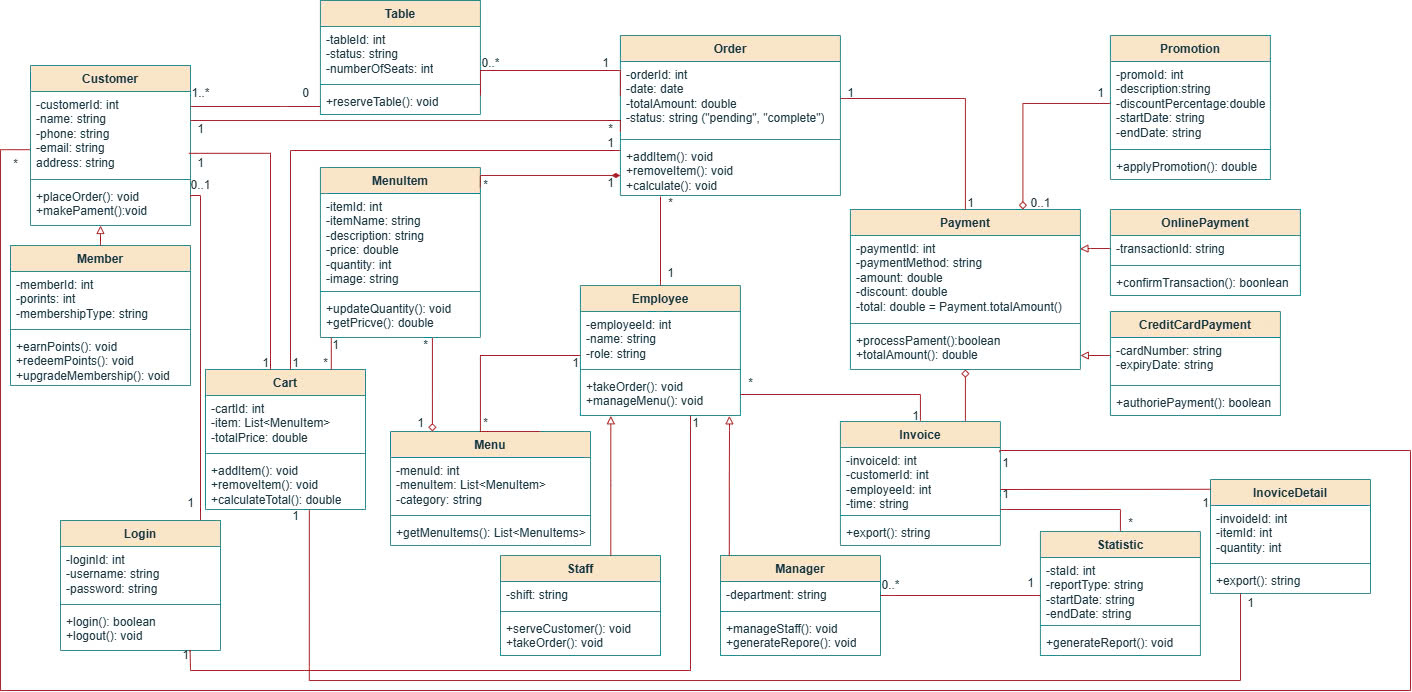 Table
-tableId: int
-status: string
-numberOfSeats: int
+reserveTable(): void
0..*
1
Order
-orderId: int
-date: date
-totalAmount: double
-status: string ("pending", "complete")
+addItem(): void
+removeItem(): void
+calculate(): void
1
Promotion
-promoId: int
-description:string
-discountPercentage:double
-startDate: string
-endDate: string
+applyPromotion(): double
1
0..1
Customer
-customerId: int
-name: string
-phone: string
-email: string
address: string
+placeOrder(): void
+makePament():void
1..*
0
1
*
1
0..1
*
1
1
*
MenuItem
-itemId: int
-itemName: string
-description: string
-price: double
-quantity: int
-image: string
+updateQuantity(): void
+getPricve(): double
1
*
*
*
1
1
Payment
-paymentId: int
-paymentMethod: string
-amount: double
-discount: double
-total: double = Payment.totalAmount()
+processPament():boolean
+totalAmount(): double
OnlinePayment
-transactionId: string
+confirmTransaction(): boonlean
Member
-memberId: int
-porints: int
-membershipType: string
+earnPoints(): void
+redeemPoints(): void
+upgradeMembership(): void
Employee
-employeeId: int
-name: string
-role: string
+takeOrder(): void
+manageMenu(): void
1
*
1
*
1
CreditCardPayment
-cardNumber: string
-expiryDate: string
+authoriePayment(): boolean
1
1
Cart
-cartId: int
-item: List<MenuItem>
-totalPrice: double
+addItem(): void
+removeItem(): void
+calculateTotal(): double
1
1
Menu
-menuId: int
-menuItem: List<MenuItem>
-category: string
+getMenuItems(): List<MenuItems>
Invoice
-invoiceId: int
-customerId: int
-employeeId: int
-time: string
+export(): string
1
1
1
*
InoviceDetail
-invoideId: int
-itemId: int
-quantity: int
+export(): string
1
1
Login
-loginId: int
-username: string
-password: string
+login(): boolean
+logout(): void
1
Staff
-shift: string
+serveCustomer(): void
+takeOrder(): void
Manager
-department: string
+manageStaff(): void
+generateRepore(): void
0..*
1
Statistic
-staId: int
-reportType: string
-startDate: string
-endDate: string
+generateReport(): void